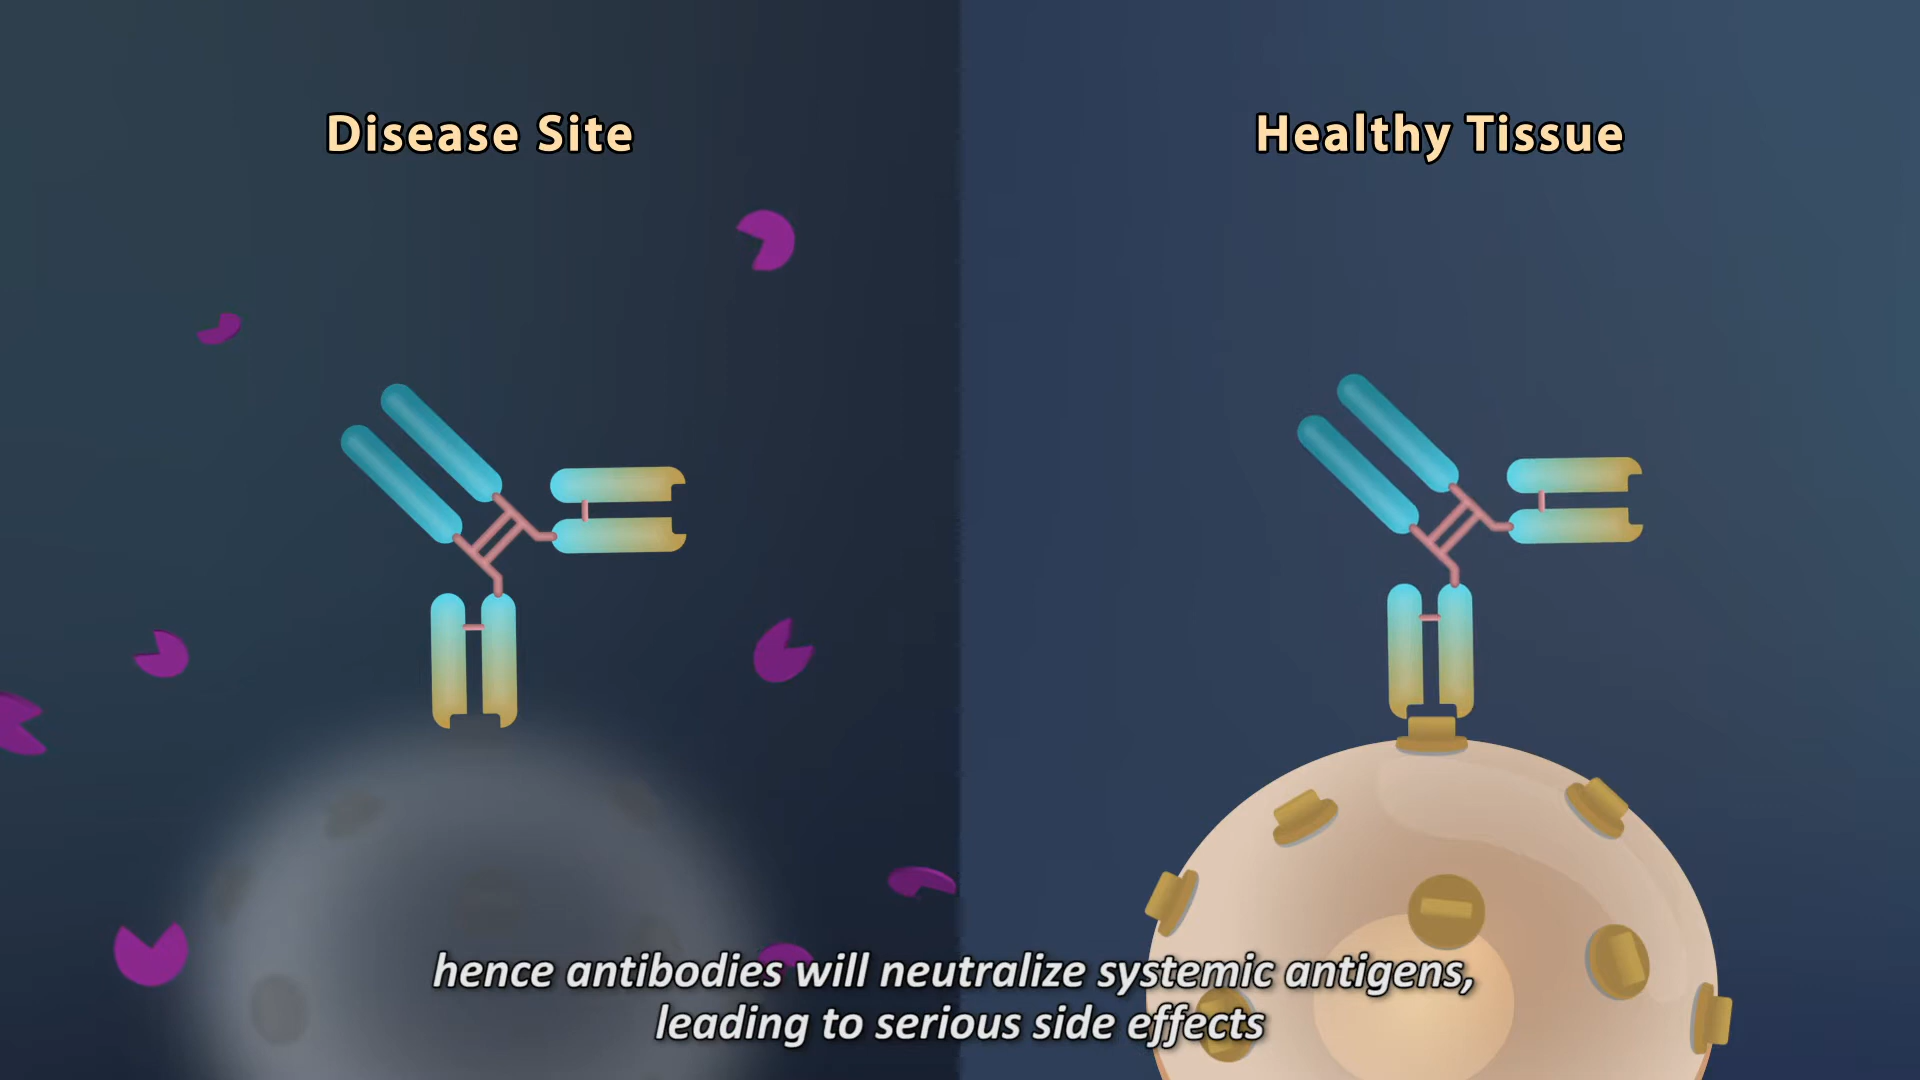 Disease Site
Healthy Tissue
hence antibodies will neutralize systemic antigens,
leading to serious side effects